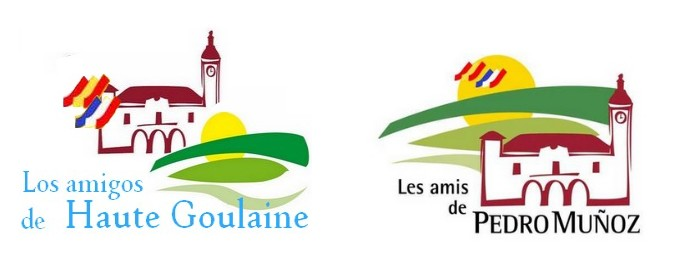 Los amigos
de Haute Goulaine
Les amis
de PEDRO MUÑOZ